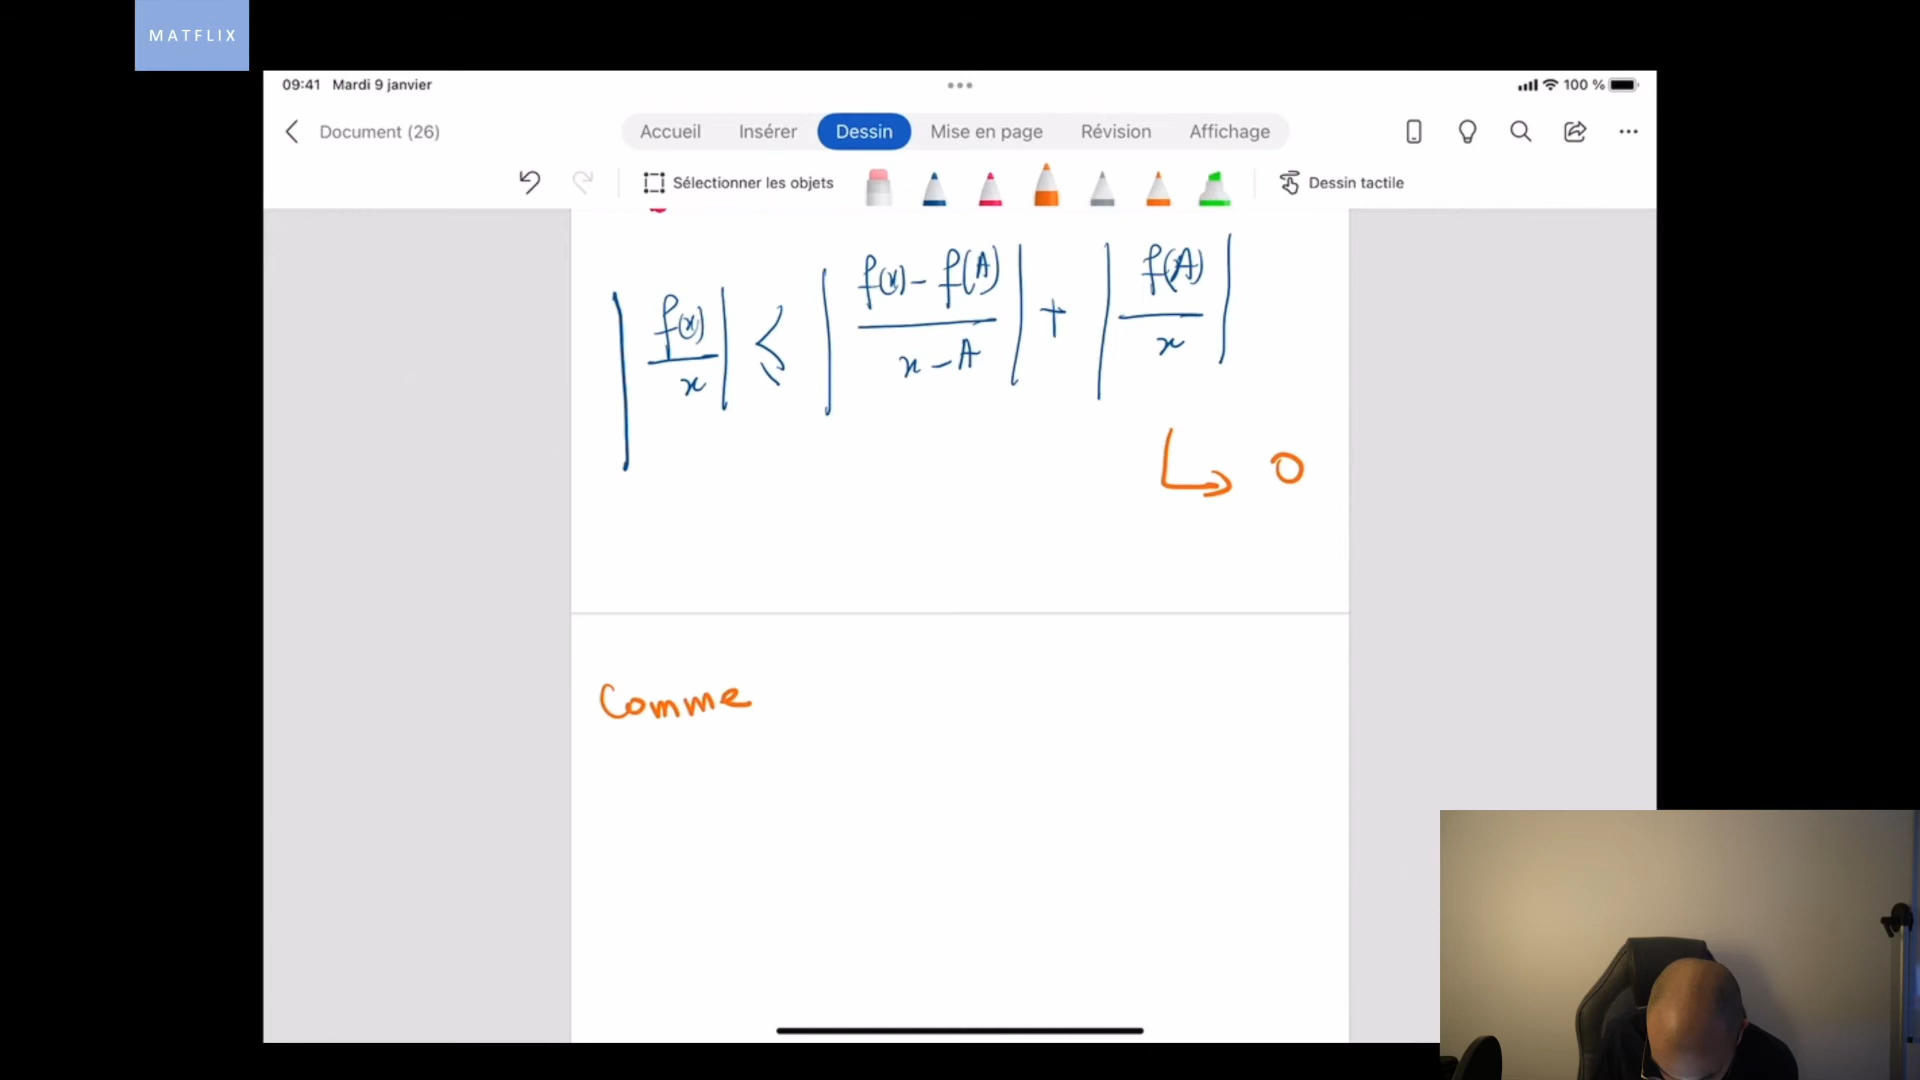 MATFLIX
09:41 Mardi 9 janvier
100 %
Document (26)
Accueil Insérer Dessin Mise en page Révision Affichage
Sélectionner les objets
Dessin tactile
|f(x)/x| ≤ |(f(x) - f(A))/(x - A)| + |f(A)/x|
↳ 0
Comme